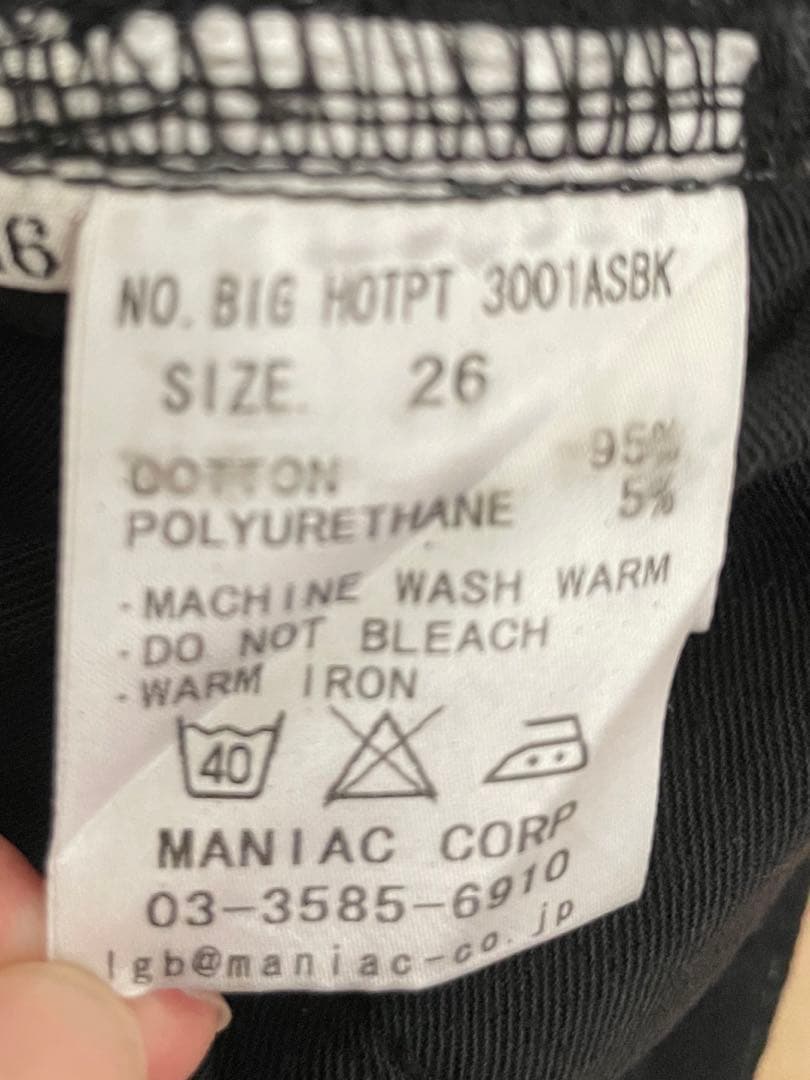 6
NO. BIG HOTPT 3001ASBK
SIZE. 26
COTTON 95%
POLYURETHANE 5%
·MACHINE WASH WARM
·DO NOT BLEACH
·WARM IRON
40
MANIAC CORP
03-3585-6910
lgb@maniac-co.jp